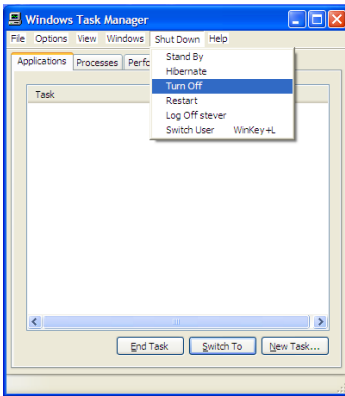 Windows Task Manager
File Options View Windows Shut Down Help
Stand By
Hibernate
Turn Off
Restart
Log Off stever
Switch User WinKey+L
Applications Processes Perfo
Task
End Task Switch To New Task...